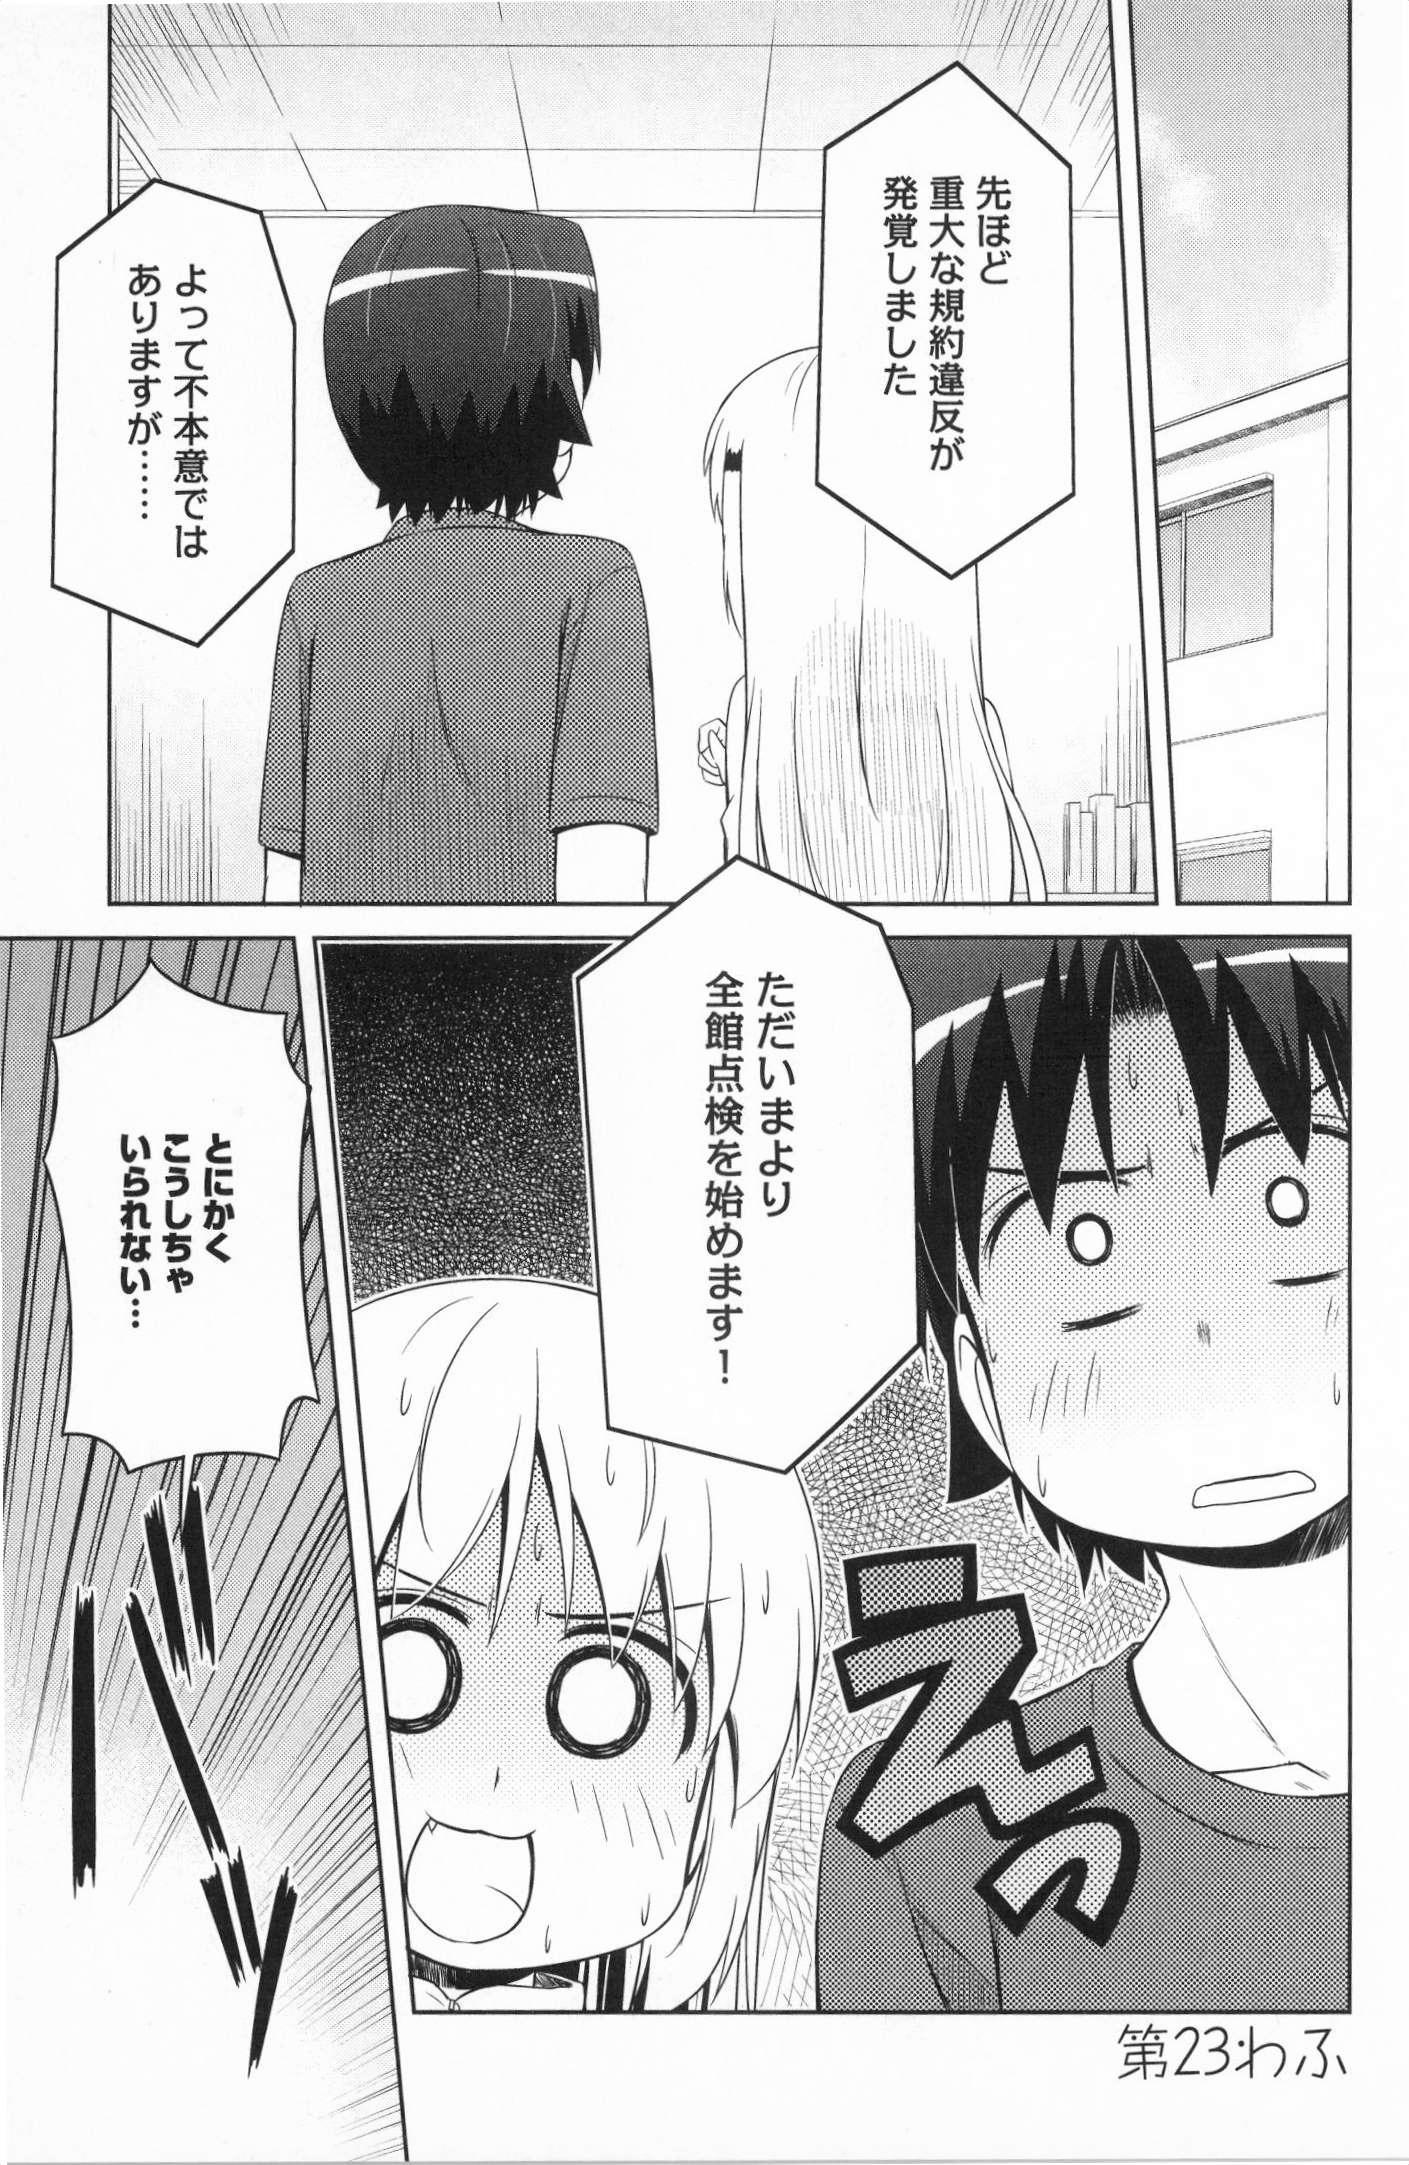 先ほど
重大な規約違反が
発覚しました
よって不本意では
ありますが……
ただいまより
全館点検を始めます！
えっ
とにかく
こうしちゃ
いられない…
第23わふ